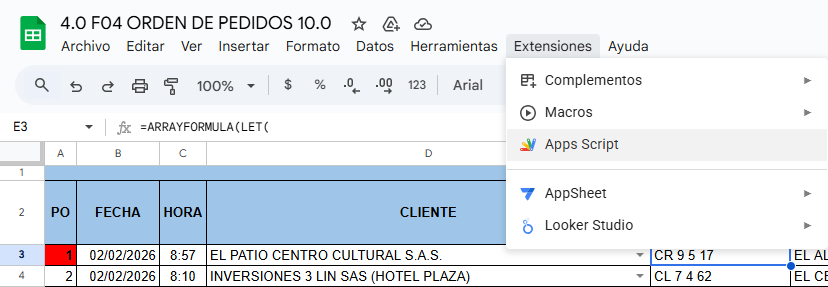 4.0 F04 ORDEN DE PEDIDOS 10.0
Archivo Editar Ver Insertar Formato Datos Herramientas Extensiones Ayuda
100% $ % .0 .00 123 Arial
Complementos
Macros
Apps Script
AppSheet
Looker Studio
E3 fx =ARRAYFORMULA(LET(
A B C D
1
2 PO FECHA HORA CLIENTE
3 1 02/02/2026 8:57 EL PATIO CENTRO CULTURAL S.A.S. CR 9 5 17 EL AL
4 2 02/02/2026 8:10 INVERSIONES 3 LIN SAS (HOTEL PLAZA) CL 7 4 62 EL CE